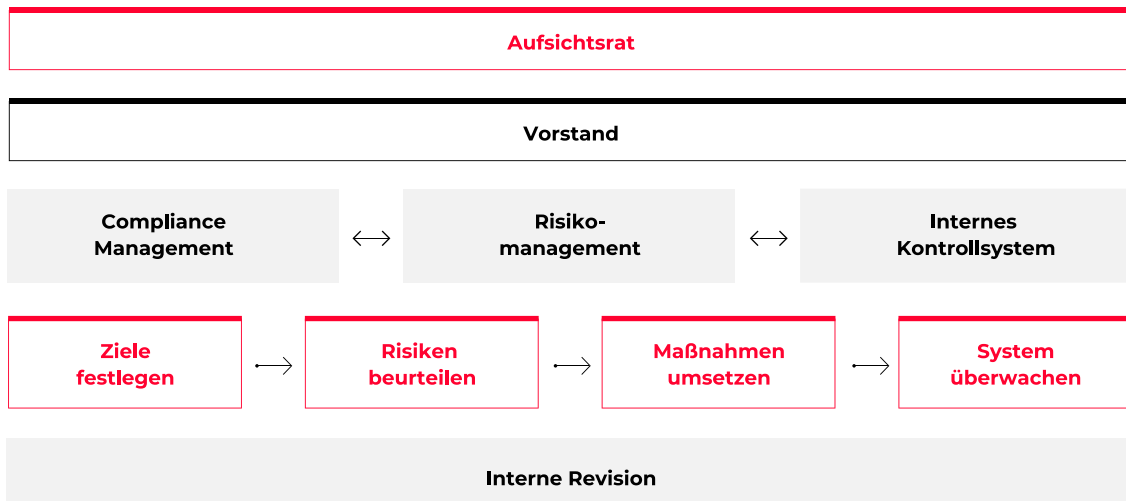 Aufsichtsrat
Vorstand
Compliance
Management
Risiko-
management
Internes
Kontrollsystem
Ziele
festlegen
Risiken
beurteilen
Maßnahmen
umsetzen
System
überwachen
Interne Revision